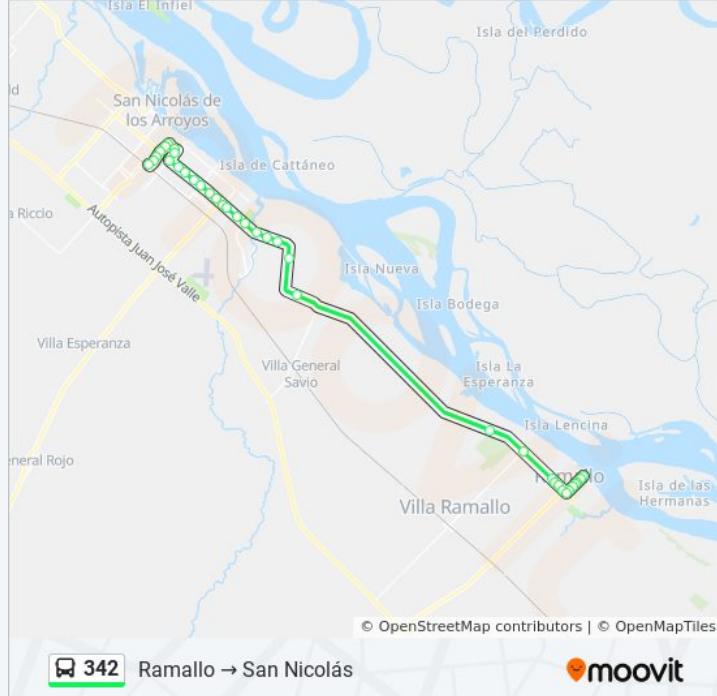 Isla El Infiel
Isla del Perdido
ld
San Nicolás de
los Arroyos
Isla de Cattáneo
a Riccio
Autopista Juan José Valle
Isla Nueva
Isla Bodega
Villa Esperanza
Villa General
Savio
Isla La
Esperanza
Isla Lencina
eneral Rojo
Ramallo
Isla de las
Hermanas
Villa Ramallo
© OpenStreetMap contributors | © OpenMapTiles
342 Ramallo → San Nicolás
moovit